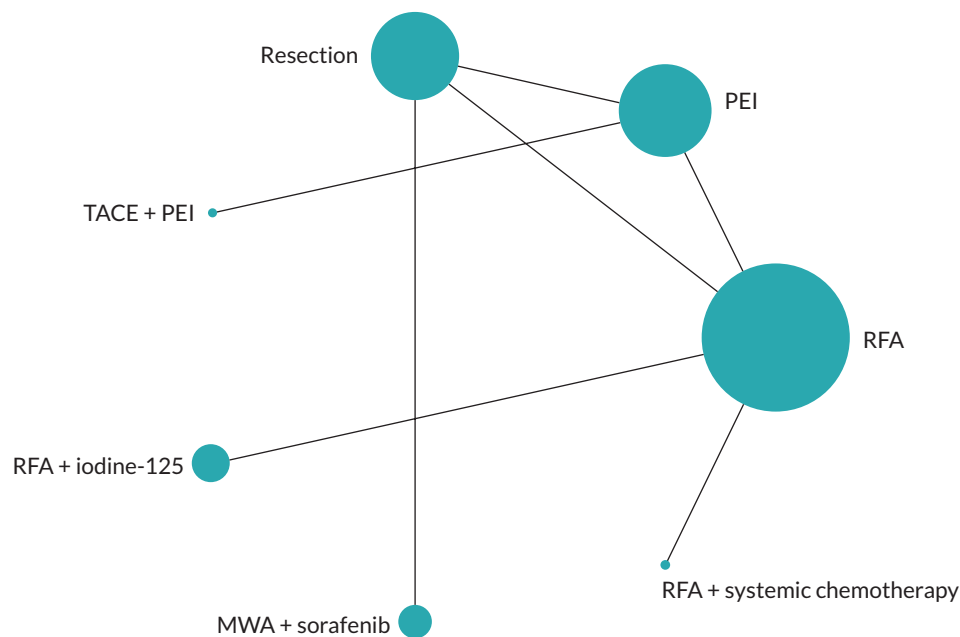 Resection
PEI
TACE + PEI
RFA
RFA + iodine-125
RFA + systemic chemotherapy
MWA + sorafenib